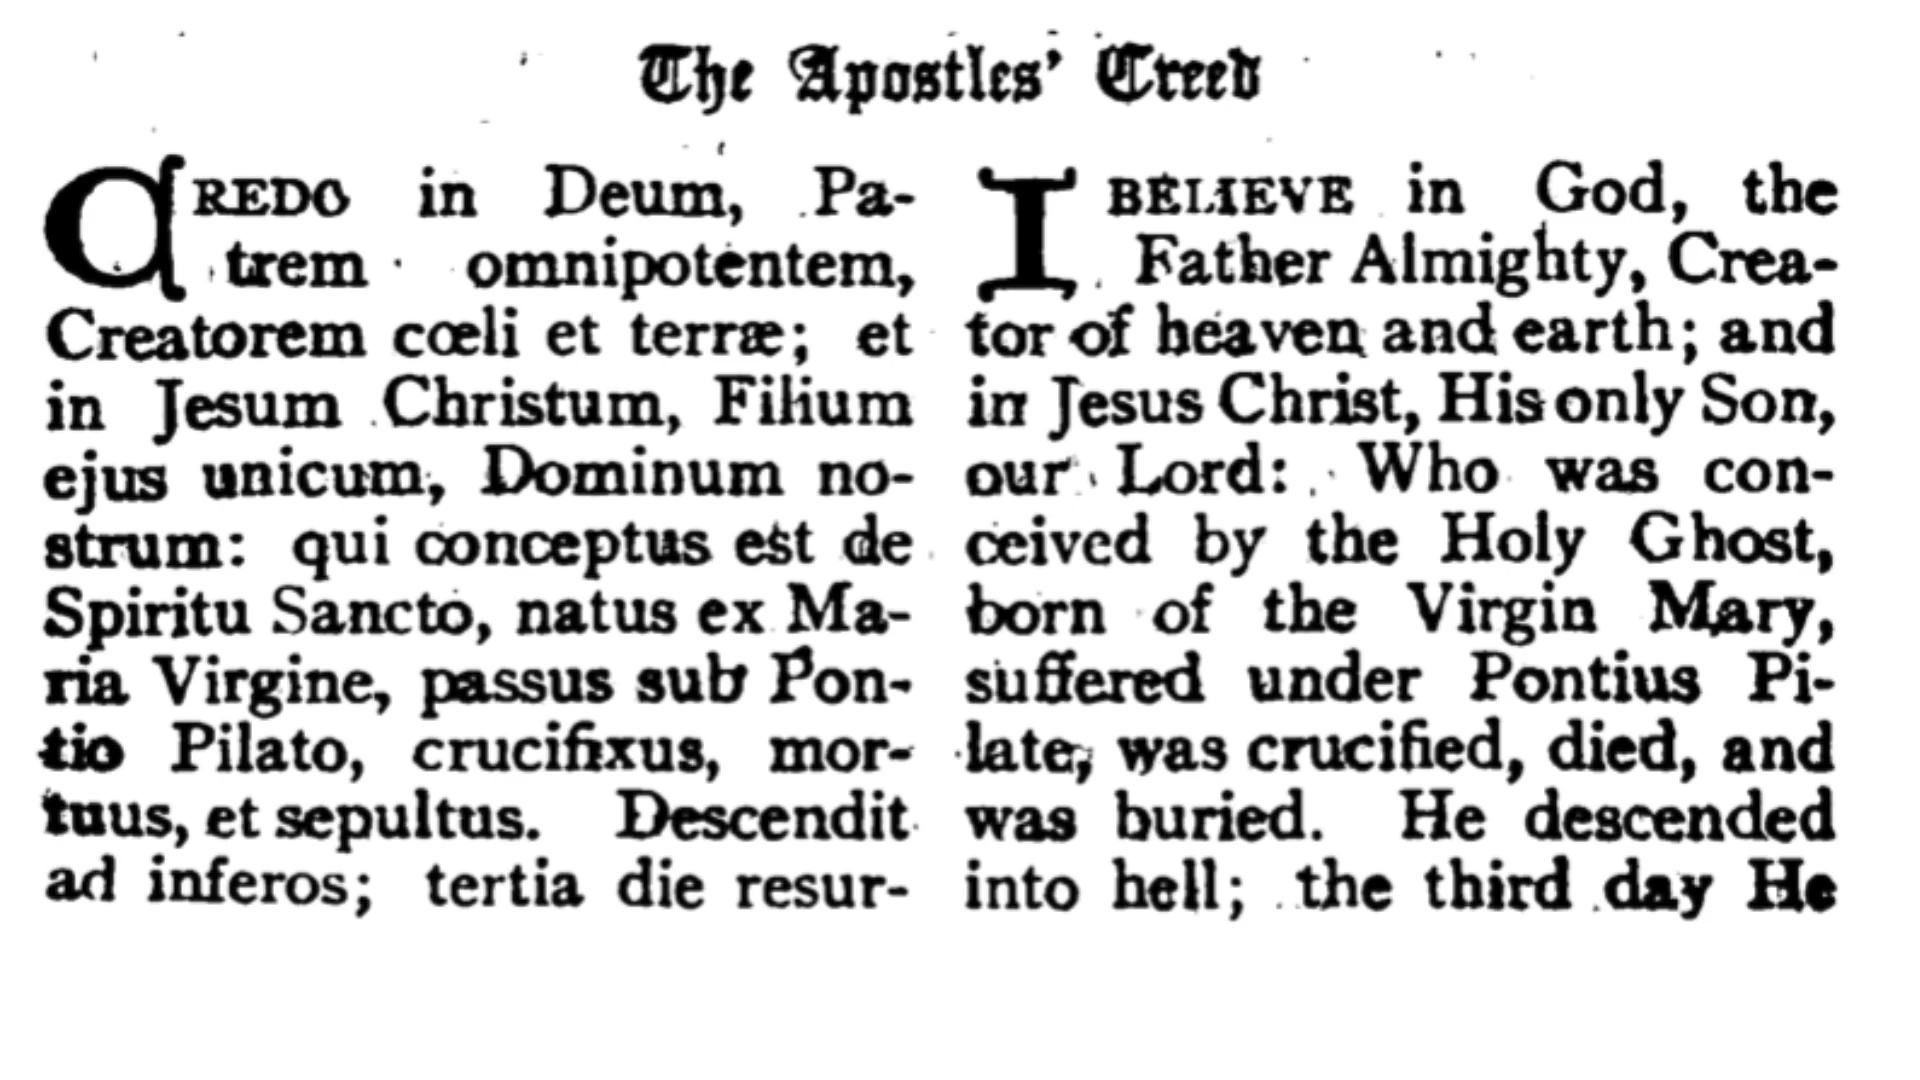 The Apostles' Creed
CREDO in Deum, Pa-
trem omnipotentem,
Creatorem cœli et terræ; et
in Jesum Christum, Filium
ejus unicum, Dominum no-
strum: qui conceptus est de
Spiritu Sancto, natus ex Ma-
ria Virgine, passus sub Pon-
tio Pilato, crucifixus, mor-
tuus, et sepultus. Descendit
ad inferos; tertia die resur-
I BELIEVE in God, the
Father Almighty, Crea-
tor of heaven and earth; and
in Jesus Christ, His only Son,
our Lord: Who was con-
ceived by the Holy Ghost,
born of the Virgin Mary,
suffered under Pontius Pi-
late, was crucified, died, and
was buried. He descended
into hell; the third day He